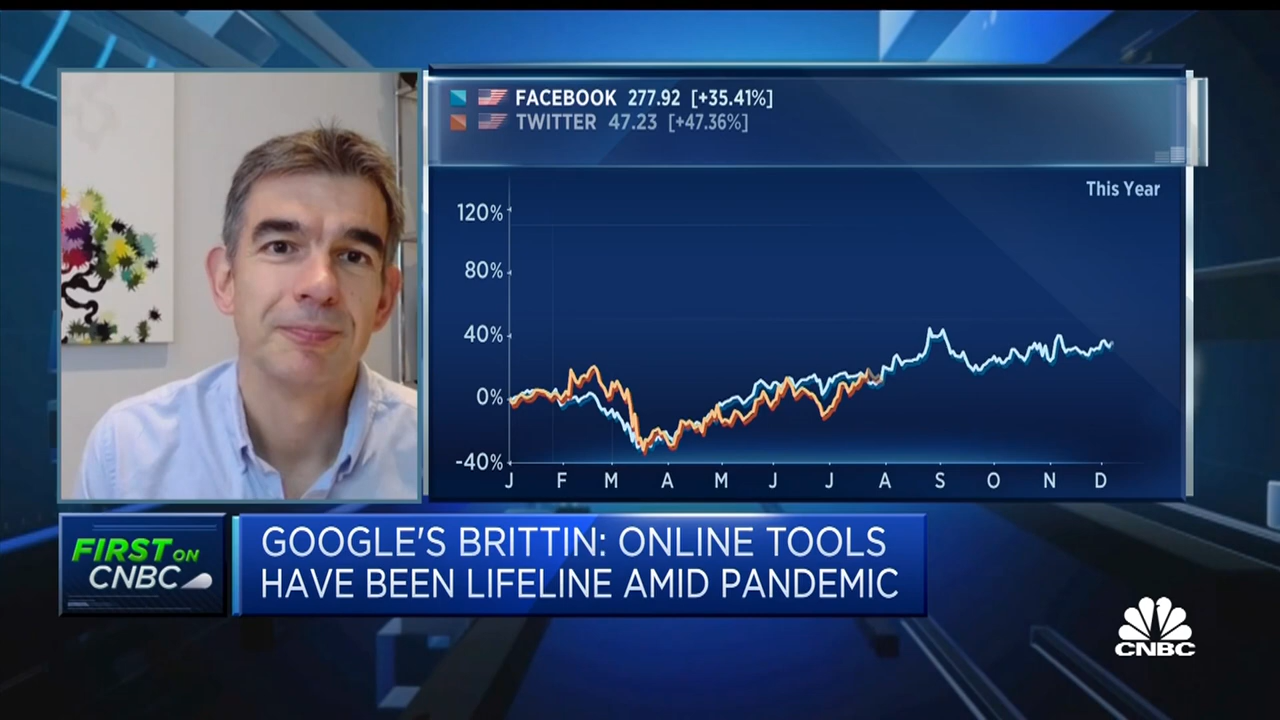 FACEBOOK 277.92 [+35.41%]
TWITTER 47.23 [+47.36%]
This Year
120%
80%
40%
0%
-40%
J F M A M J J A S O N D
FIRST ON
CNBC
GOOGLE'S BRITTIN: ONLINE TOOLS
HAVE BEEN LIFELINE AMID PANDEMIC
CNBC